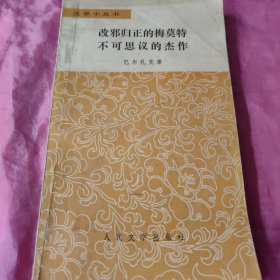 文学小丛书
改邪归正的梅莫特
不可思议的杰作
巴尔扎克著
人民文学出版社